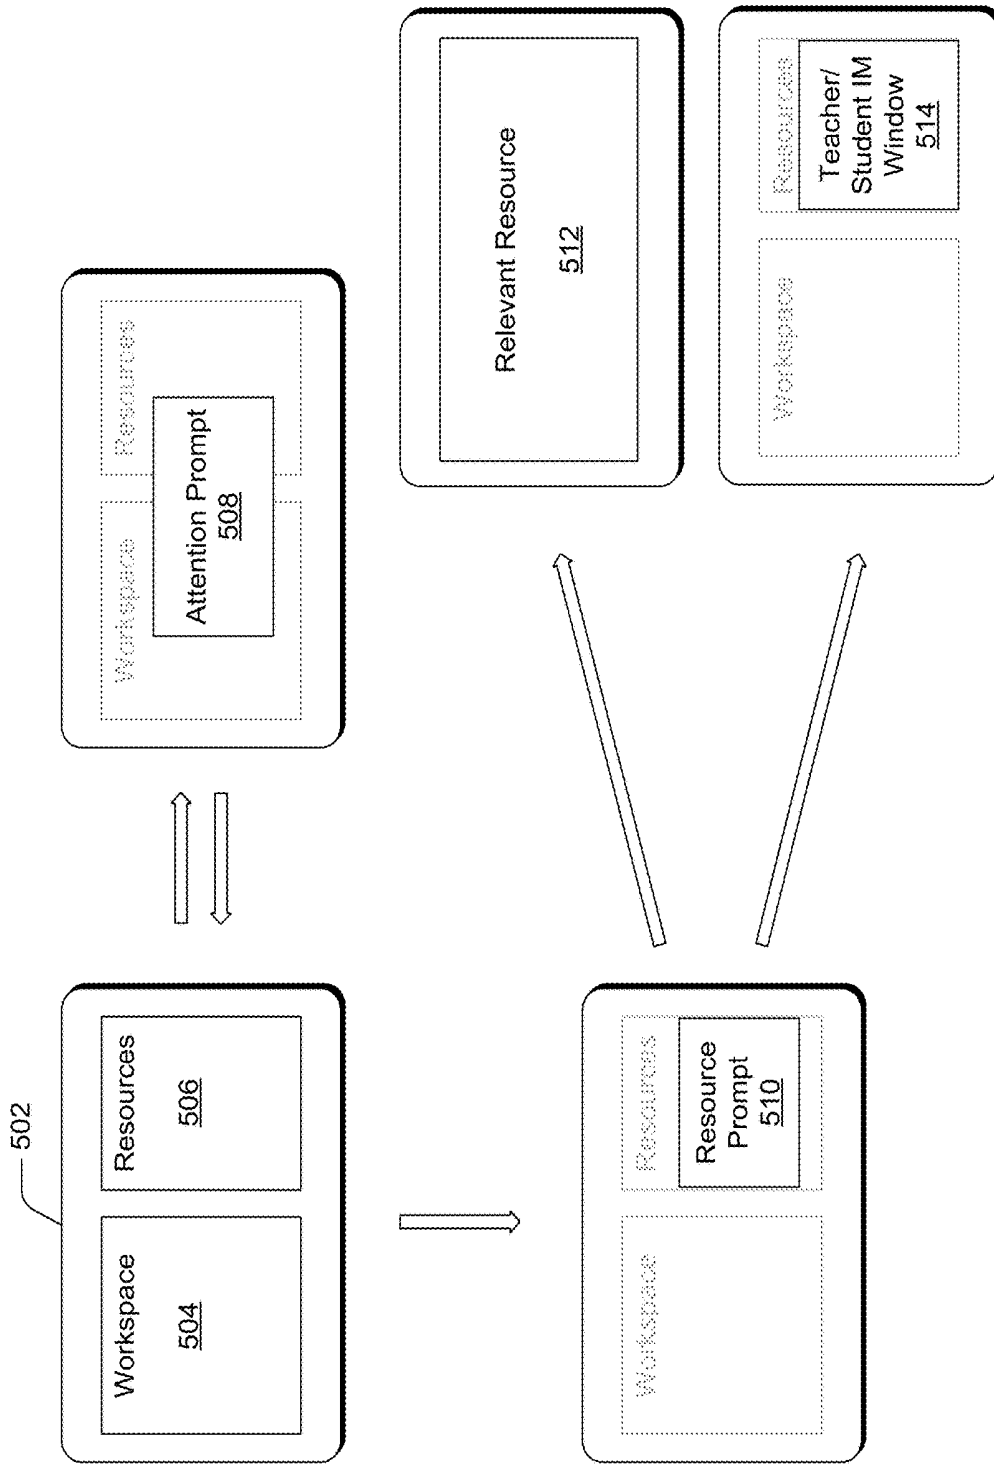 502
Workspace
504
Resources
506
Workspace
Resources
Attention Prompt
508
Workspace
Resources
Resource
Prompt
510
Relevant Resource
512
Workspace
Resources
Teacher/
Student IM
Window
514